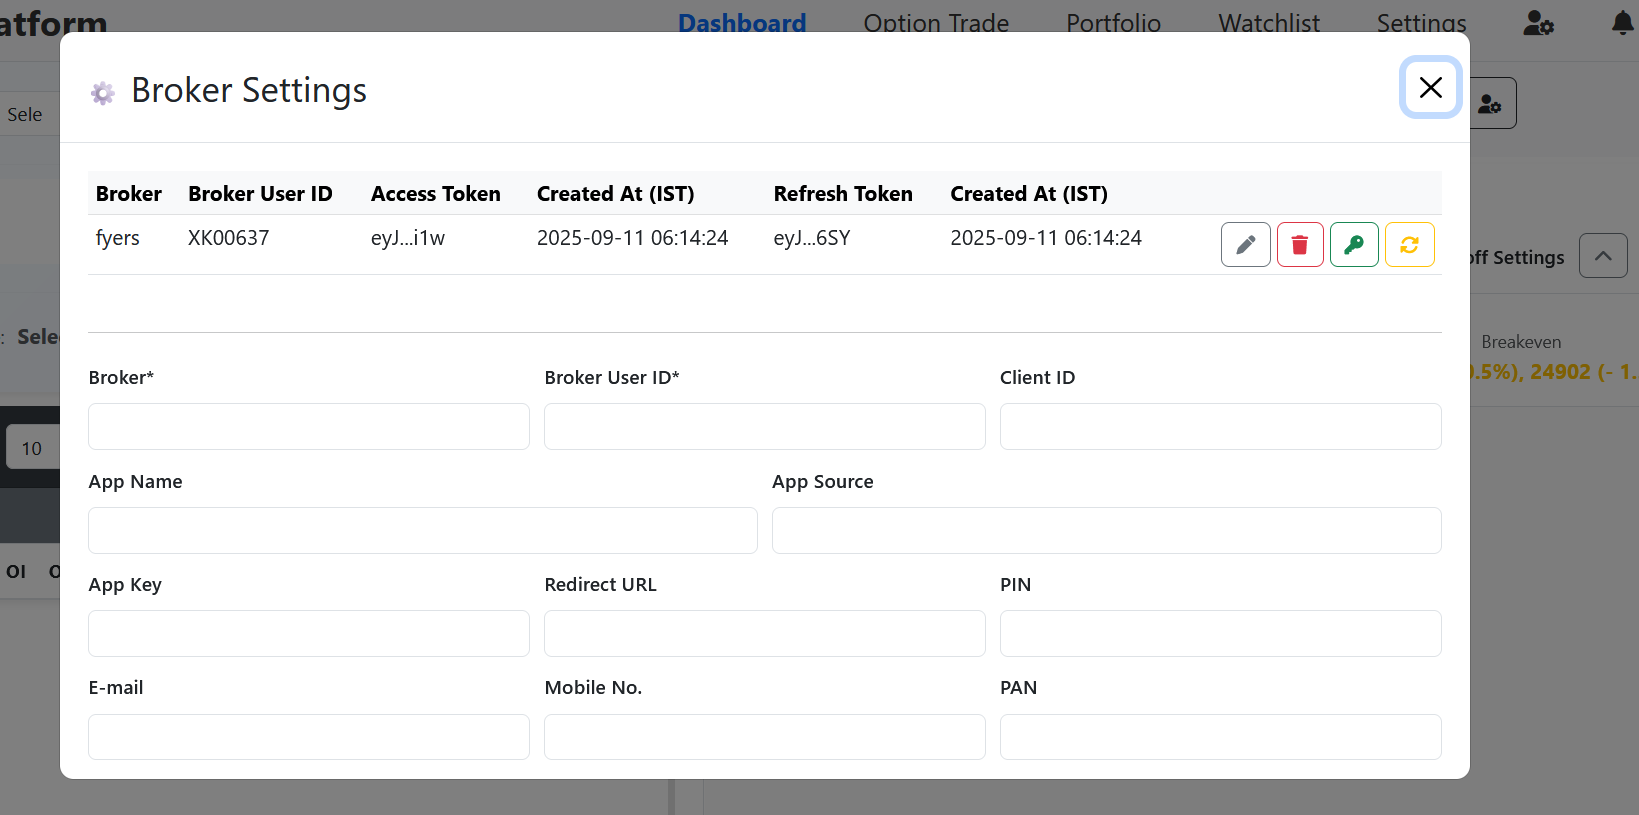 atform Dashboard Option Trade Portfolio Watchlist Settings
Broker Settings
Sele
Broker Broker User ID Access Token Created At (IST) Refresh Token Created At (IST)
fyers XK00637 eyJ...i1w 2025-09-11 06:14:24 eyJ...6SY 2025-09-11 06:14:24
off Settings
: Sele
Breakeven
0.5%), 24902 (- 1.
Broker* Broker User ID* Client ID
10
App Name App Source
OI O
App Key Redirect URL PIN
E-mail Mobile No. PAN